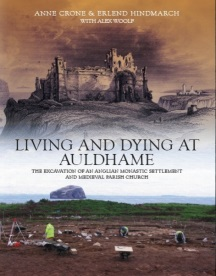 ANNE CRONE & ERLEND HINDMARCH
WITH ALEX WOOLF
LIVING AND DYING AT
AULDHAME
THE EXCAVATION OF AN ANGLIAN MONASTIC SETTLEMENT
AND MEDIEVAL PARISH CHURCH